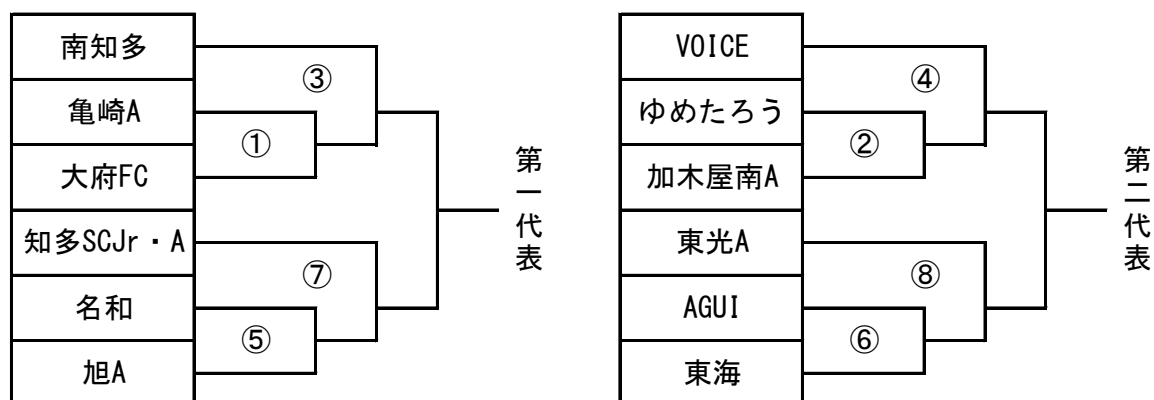 南知多
③
亀崎A
①
大府FC
知多SCJr・A
⑦
名和
⑤
旭A
第一代表
VOICE
④
ゆめたろう
②
加木屋南A
東光A
⑧
AGUI
⑥
東海
第二代表